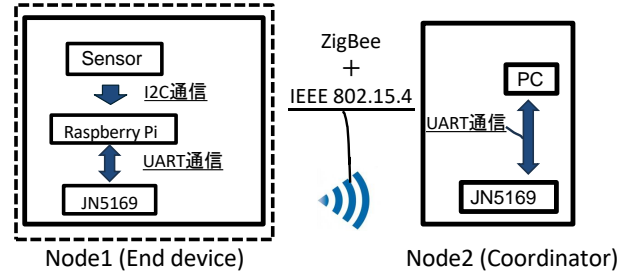 Sensor
I2C通信
Raspberry Pi
UART通信
JN5169
Node1 (End device)
ZigBee
+
IEEE 802.15.4
PC
UART通信
JN5169
Node2 (Coordinator)